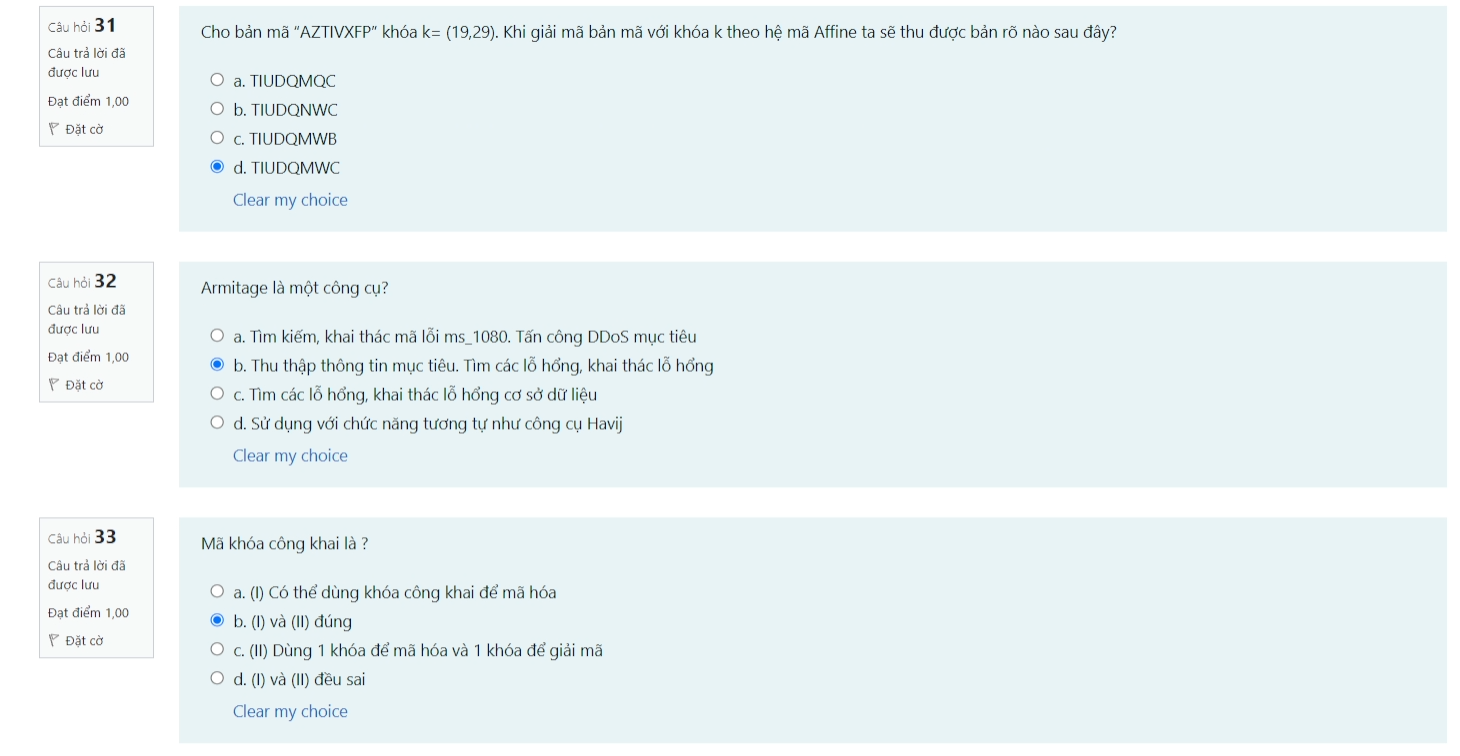 Câu hỏi 31
Câu trả lời đã
được lưu
Đạt điểm 1,00
Đặt cờ
Cho bản mã "AZTIVXFP" khóa k= (19,29). Khi giải mã bản mã với khóa k theo hệ mã Affine ta sẽ thu được bản rõ nào sau đây?
a. TIUDQMQC
b. TIUDQNWC
c. TIUDQMWB
d. TIUDQMWC
Clear my choice
Câu hỏi 32
Câu trả lời đã
được lưu
Đạt điểm 1,00
Đặt cờ
Armitage là một công cụ?
a. Tìm kiếm, khai thác mã lỗi ms_1080. Tấn công DDoS mục tiêu
b. Thu thập thông tin mục tiêu. Tìm các lỗ hổng, khai thác lỗ hổng
c. Tìm các lỗ hổng, khai thác lỗ hổng cơ sở dữ liệu
d. Sử dụng với chức năng tương tự như công cụ Havij
Clear my choice
Câu hỏi 33
Câu trả lời đã
được lưu
Đạt điểm 1,00
Đặt cờ
Mã khóa công khai là ?
a. (I) Có thể dùng khóa công khai để mã hóa
b. (I) và (II) đúng
c. (II) Dùng 1 khóa để mã hóa và 1 khóa để giải mã
d. (I) và (II) đều sai
Clear my choice